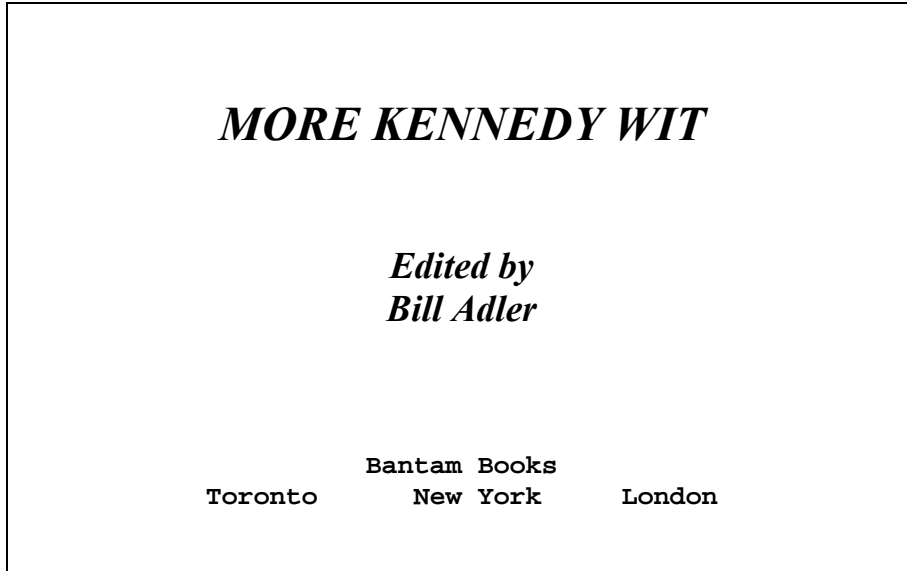 MORE KENNEDY WIT
Edited by
Bill Adler
Bantam Books
Toronto New York London